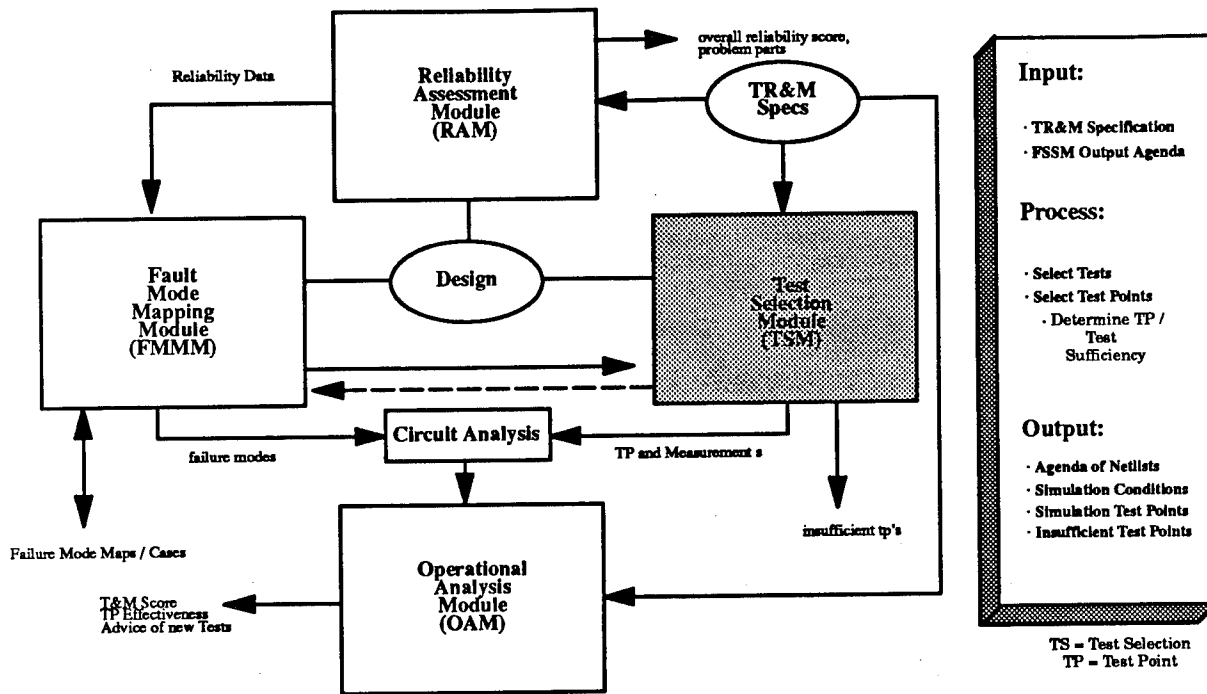 overall reliability score,
problem parts
Reliability Data
Reliability
Assessment
Module
(RAM)
TR&M
Specs
Fault
Mode
Mapping
Module
(FMMM)
Design
Test
Selection
Module
(TSM)
Circuit Analysis
failure modes
TP and Measurement s
insufficient tp's
Failure Mode Maps / Cases
Operational
Analysis
Module
(OAM)
T&M Score
TP Effectiveness
Advice of new Tests
Input:
· TR&M Specification
· FSSM Output Agenda
Process:
· Select Tests
· Select Test Points
· Determine TP /
Test
Sufficiency
Output:
· Agenda of Netlists
· Simulation Conditions
· Simulation Test Points
· Insufficient Test Points
TS = Test Selection
TP = Test Point